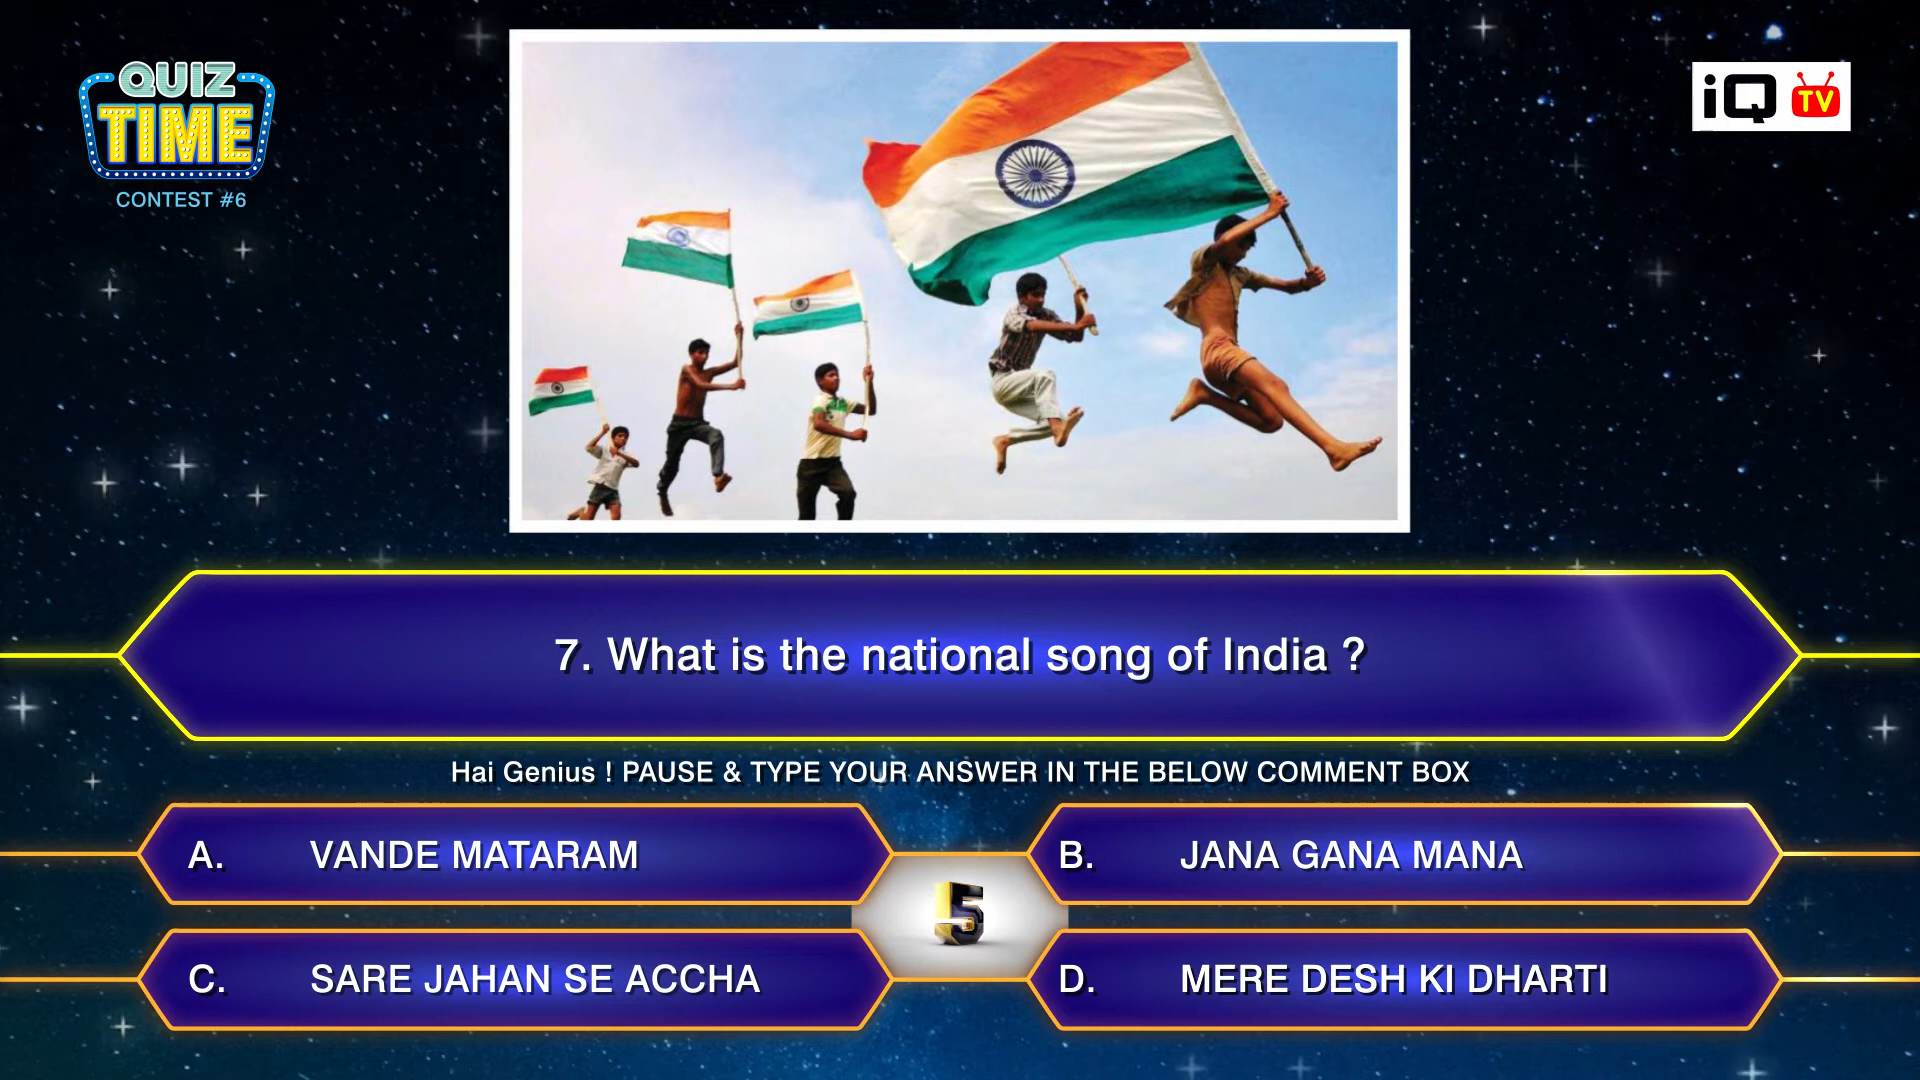 QUIZ
TIME
CONTEST #6
iQ TV
7. What is the national song of India ?
Hai Genius ! PAUSE & TYPE YOUR ANSWER IN THE BELOW COMMENT BOX
A. VANDE MATARAM
B. JANA GANA MANA
5
C. SARE JAHAN SE ACCHA
D. MERE DESH KI DHARTI